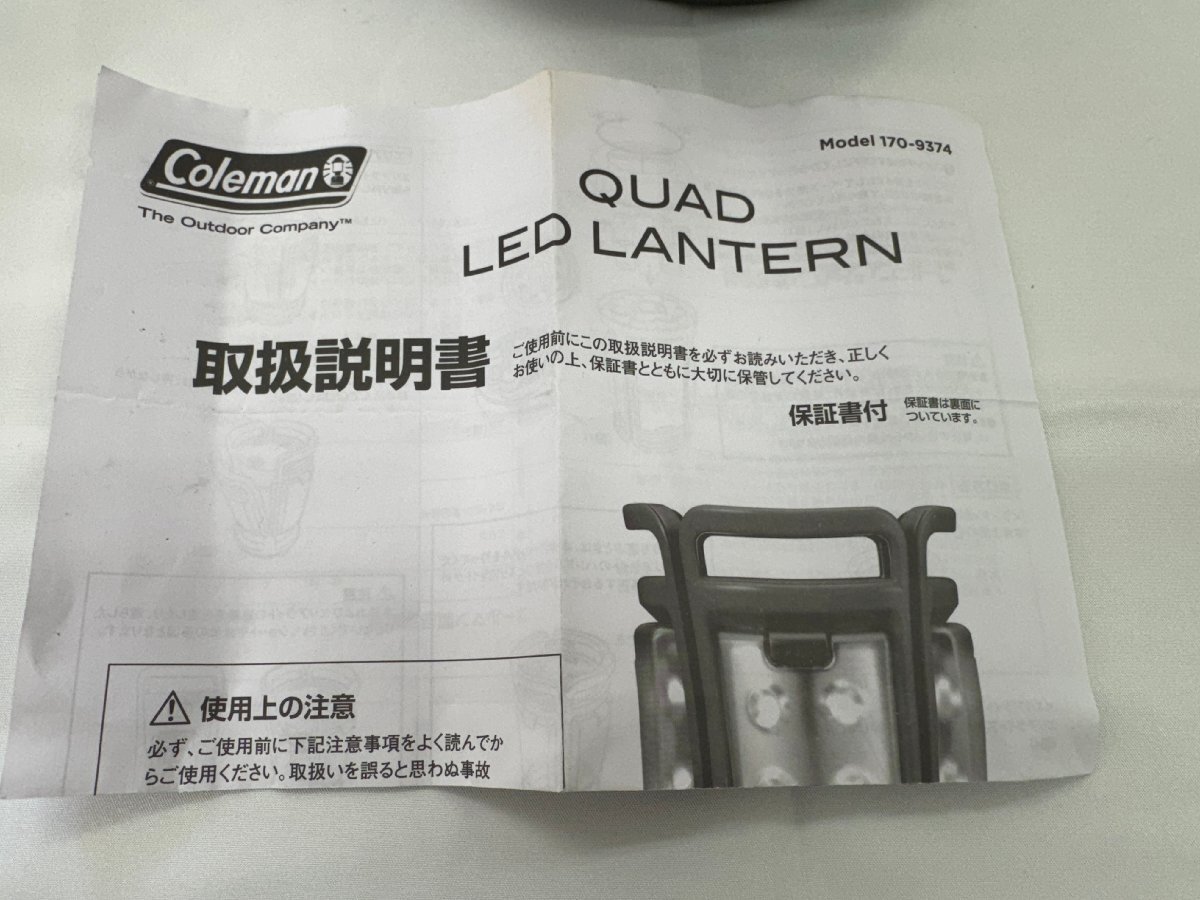 Coleman
The Outdoor Company™
Model 170-9374
QUAD
LED LANTERN
取扱説明書
ご使用前にこの取扱説明書を必ずお読みいただき、正しく
お使いの上、保証書とともに大切に保管してください。
保証書付
保証書は裏面に
ついています。
使用上の注意
必ず、ご使用前に下記注意事項をよく読んでか
らご使用ください。取扱いを誤ると思わぬ事故